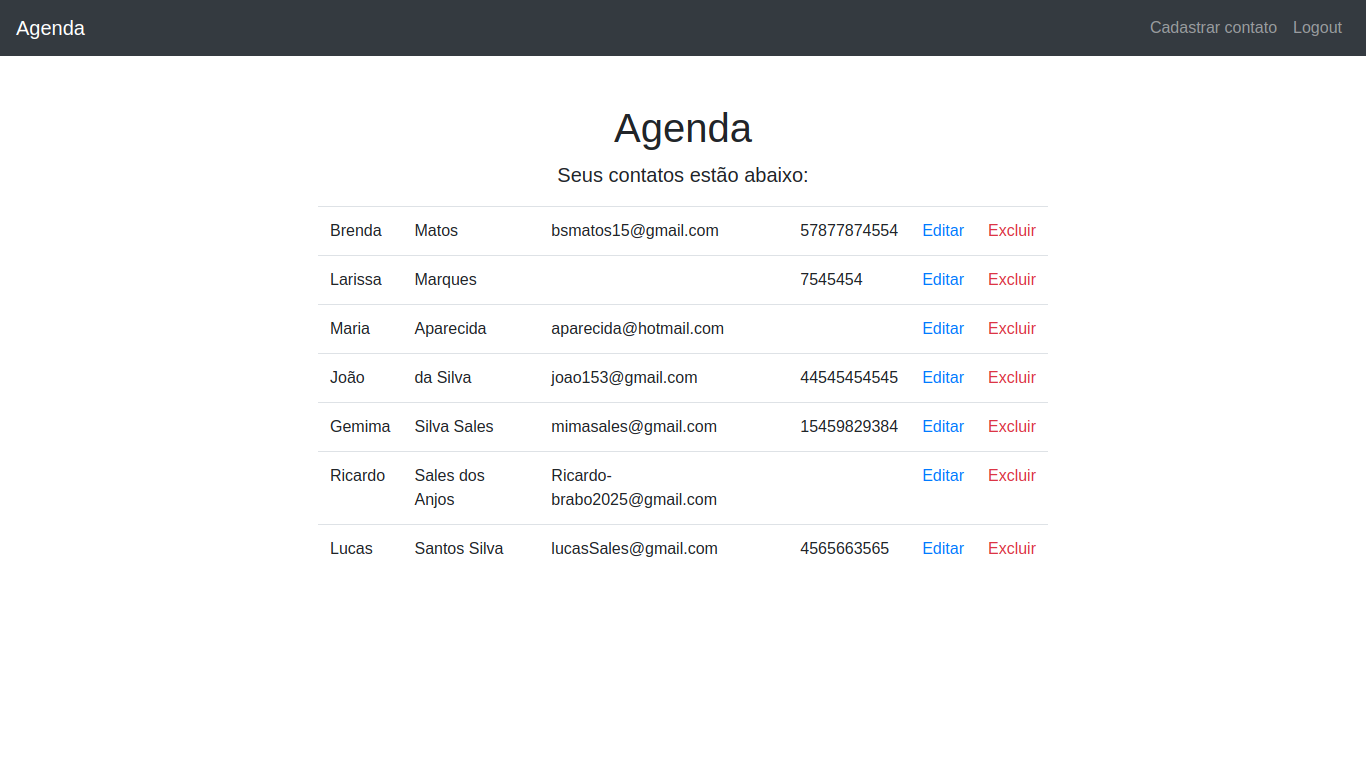 Agenda Cadastrar contato Logout
Agenda
Seus contatos estão abaixo:
Brenda Matos bsmatos15@gmail.com 57877874554 Editar Excluir
Larissa Marques 7545454 Editar Excluir
Maria Aparecida aparecida@hotmail.com Editar Excluir
João da Silva joao153@gmail.com 44545454545 Editar Excluir
Gemima Silva Sales mimasales@gmail.com 15459829384 Editar Excluir
Ricardo Sales dos Ricardo- Editar Excluir
Anjos brabo2025@gmail.com
Lucas Santos Silva lucasSales@gmail.com 4565663565 Editar Excluir